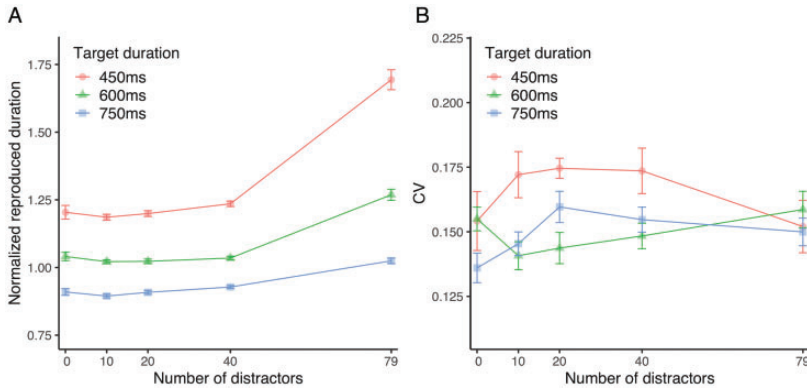 A
Target duration
450ms
600ms
750ms
Normalized reproduced duration
1.75
1.50
1.25
1.00
0.75
0 10 20 40 79
Number of distractors
B
Target duration
450ms
600ms
750ms
CV
0.225
0.200
0.175
0.150
0.125
0 10 20 40 79
Number of distractors